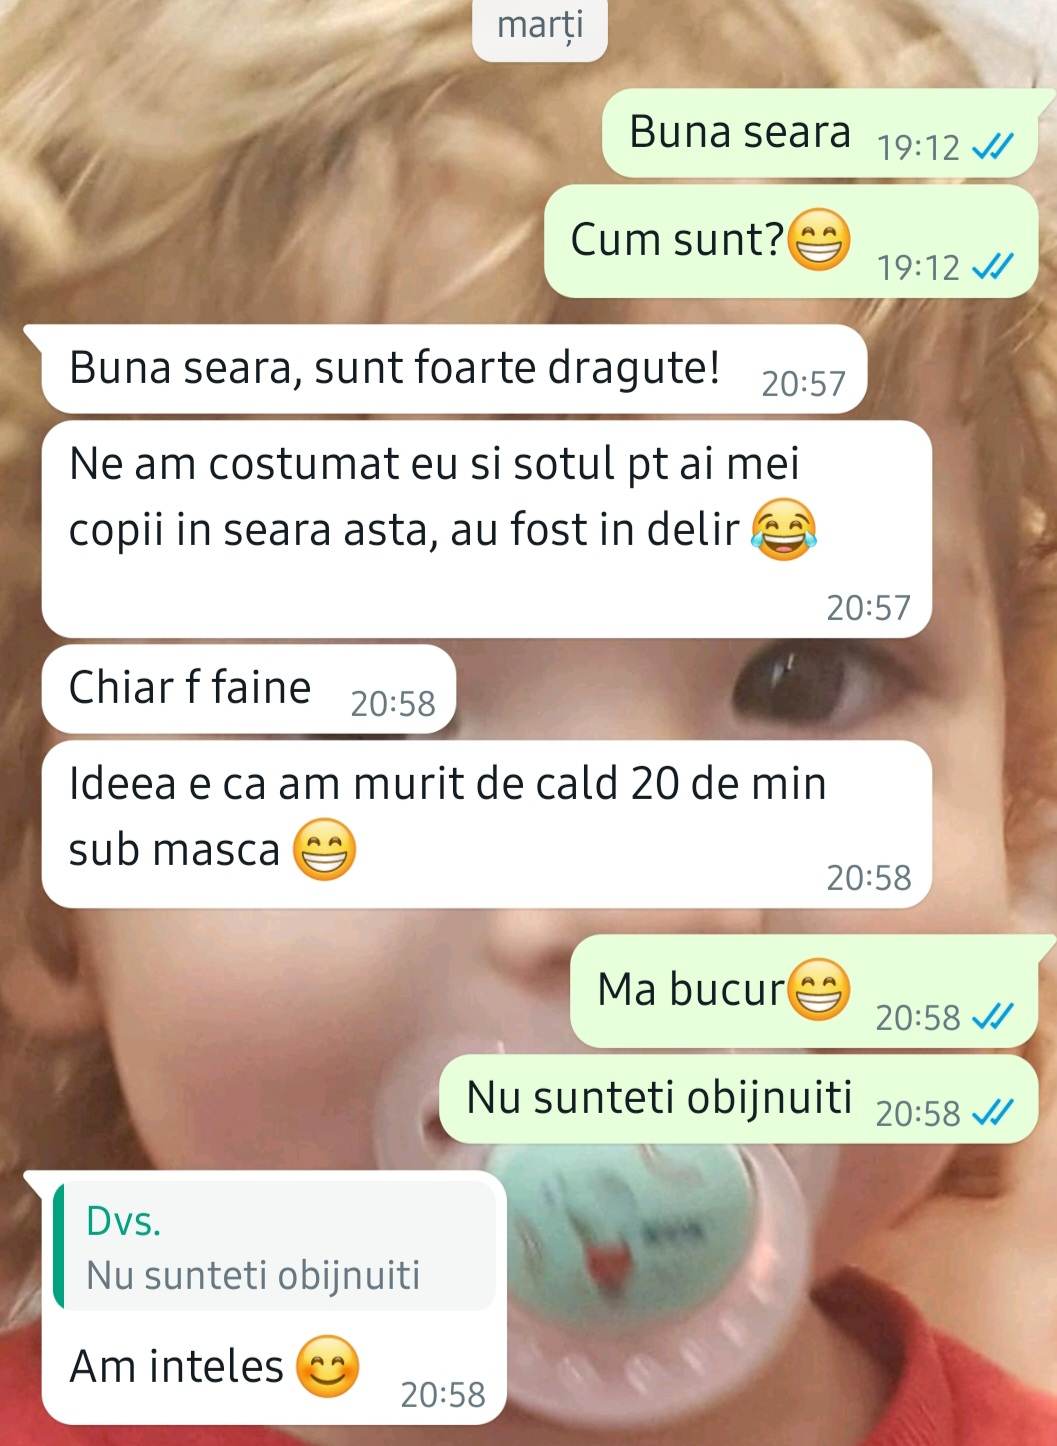 marți
Buna seara 19:12
Cum sunt?😁 19:12
Buna seara, sunt foarte dragute! 20:57
Ne am costumat eu si sotul pt ai mei
copii in seara asta, au fost in delir 😂
20:57
Chiar f faine 20:58
Ideea e ca am murit de cald 20 de min
sub masca 😁 20:58
Ma bucur😁 20:58
Nu sunteti obijnuiti 20:58
Dvs.
Nu sunteti obijnuiti
Am inteles 😊 20:58